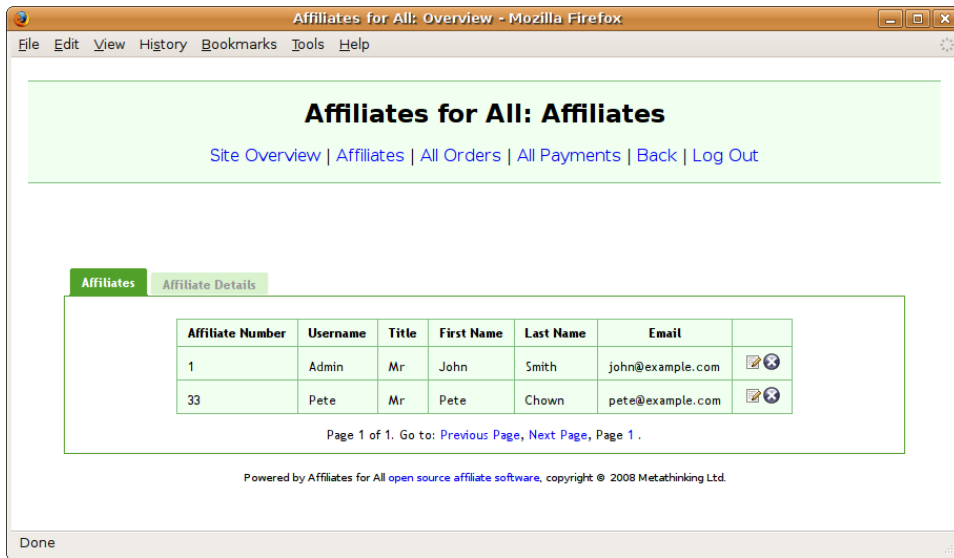 Affiliates for All: Overview - Mozilla Firefox
File Edit View History Bookmarks Tools Help
Affiliates for All: Affiliates
Site Overview | Affiliates | All Orders | All Payments | Back | Log Out
Affiliates Affiliate Details
Affiliate Number Username Title First Name Last Name Email
1 Admin Mr John Smith john@example.com
33 Pete Mr Pete Chown pete@example.com
Page 1 of 1. Go to: Previous Page, Next Page, Page 1 .
Powered by Affiliates for All open source affiliate software, copyright © 2008 Metathinking Ltd.
Done